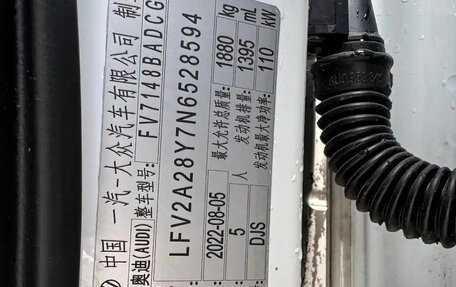 中国 一汽-大众汽车有限公司 制
奥迪(AUDI) 整车型号: FV7148BADCG
LFV2A28Y7N6528594
2022-08-05 最大允许总质量 1880 kg
5 人 发动机排量 1395 mL
DJS 发动机最大净功率 110 kW